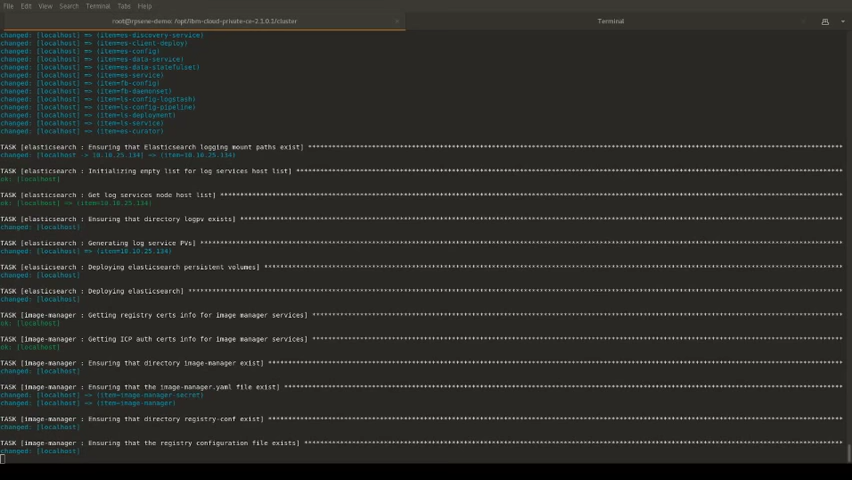 File Edit View Search Terminal Tabs Help
root@rpsene-demo: /opt/ibm-cloud-private-ce-2.1.0.1/cluster × Terminal
changed: [localhost] => (item=es-discovery-service)
changed: [localhost] => (item=es-client-deploy)
changed: [localhost] => (item=es-config)
changed: [localhost] => (item=es-data-service)
changed: [localhost] => (item=es-data-statefulset)
changed: [localhost] => (item=es-service)
changed: [localhost] => (item=fb-config)
changed: [localhost] => (item=fb-daemonset)
changed: [localhost] => (item=ls-config-logstash)
changed: [localhost] => (item=ls-config-pipeline)
changed: [localhost] => (item=ls-deployment)
changed: [localhost] => (item=ls-service)
changed: [localhost] => (item=es-curator)
TASK [elasticsearch : Ensuring that Elasticsearch logging mount paths exist]
changed: [localhost -> 10.10.25.134] => (item=10.10.25.134)
TASK [elasticsearch : Initializing empty list for log services host list]
ok: [localhost]
TASK [elasticsearch : Get log services node host list]
ok: [localhost] => (item=10.10.25.134)
TASK [elasticsearch : Ensuring that directory logpv exists]
changed: [localhost]
TASK [elasticsearch : Generating log service PVs]
changed: [localhost] => (item=10.10.25.134)
TASK [elasticsearch : Deploying elasticsearch persistent volumes]
changed: [localhost]
TASK [elasticsearch : Deploying elasticsearch]
changed: [localhost]
TASK [image-manager : Getting registry certs info for image manager services]
ok: [localhost]
TASK [image-manager : Getting ICP auth certs info for image manager services]
ok: [localhost]
TASK [image-manager : Ensuring that directory image-manager exist]
changed: [localhost]
TASK [image-manager : Ensuring that the image-manager.yaml file exist]
changed: [localhost] => (item=image-manager-secret)
changed: [localhost] => (item=image-manager)
TASK [image-manager : Ensuring that directory registry-conf exist]
changed: [localhost]
TASK [image-manager : Ensuring that the registry configuration file exists]
changed: [localhost]